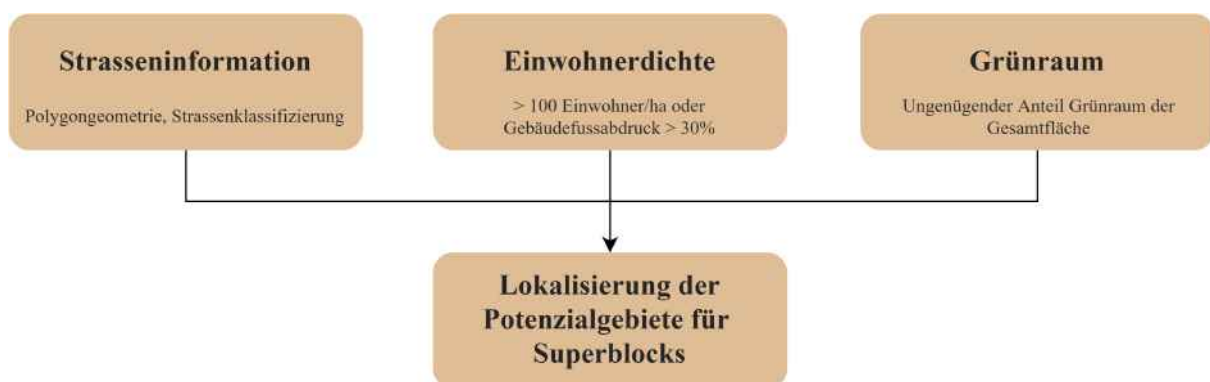 Strasseninformation
Polygongeometrie, Strassenklassifizierung
Einwohnerdichte
> 100 Einwohner/ha oder
Gebäudefussabdruck > 30%
Grünraum
Ungenügender Anteil Grünraum der
Gesamtfläche
Lokalisierung der
Potenzialgebiete für
Superblocks